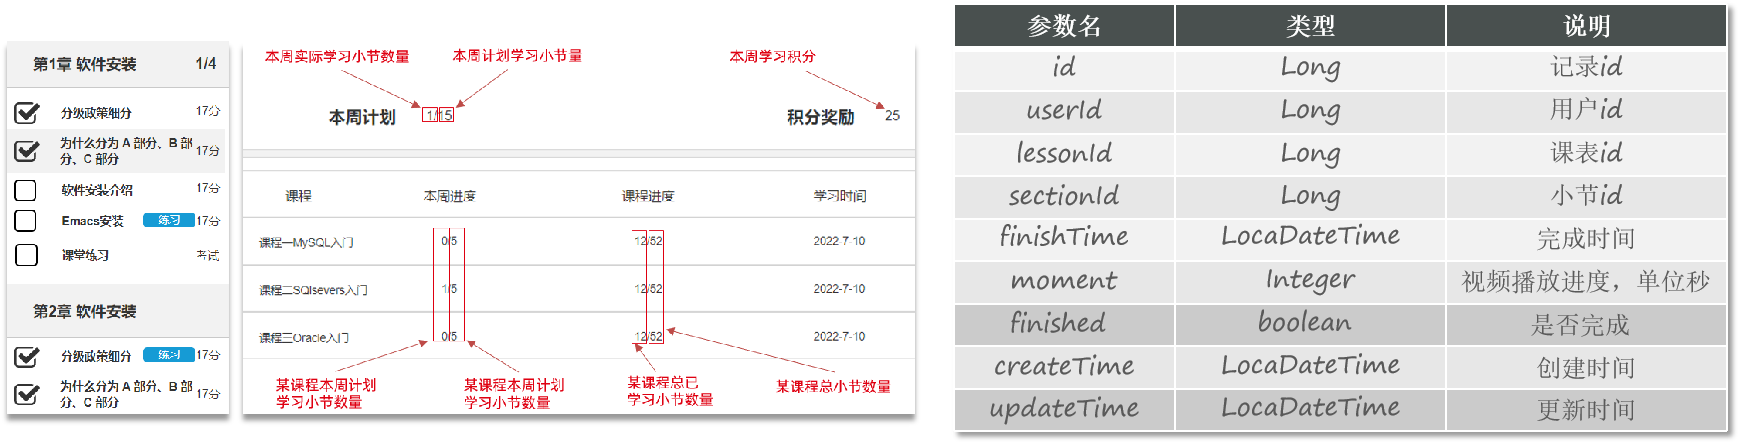 第1章 软件安装 1/4
分级政策细分 17分
为什么分为 A 部分、B 部
分、C 部分 17分
软件安装介绍 17分
Emacs安装 练习 17分
课堂练习 考试
第2章 软件安装
分级政策细分 练习 17分
为什么分为 A 部分、B 部
分、C 部分 17分
本周实际学习小节数量 本周计划学习小节量 本周学习积分
本周计划 1/15 积分奖励 25
课程 本周进度 课程进度 学习时间
课程一MySQL入门 0/5 12/52 2022-7-10
课程二SQlsevers入门 1/5 12/52 2022-7-10
课程三Oracle入门 0/5 12/52 2022-7-10
某课程本周计划
学习小节数量
某课程本周计划
学习小节数量
某课程总已
学习小节数量
某课程总小节数量
参数名 类型 说明
id Long 记录id
userId Long 用户id
lessonId Long 课表id
sectionId Long 小节id
finishTime LocaDateTime 完成时间
moment Integer 视频播放进度，单位秒
finished boolean 是否完成
createTime LocaDateTime 创建时间
updateTime LocaDateTime 更新时间